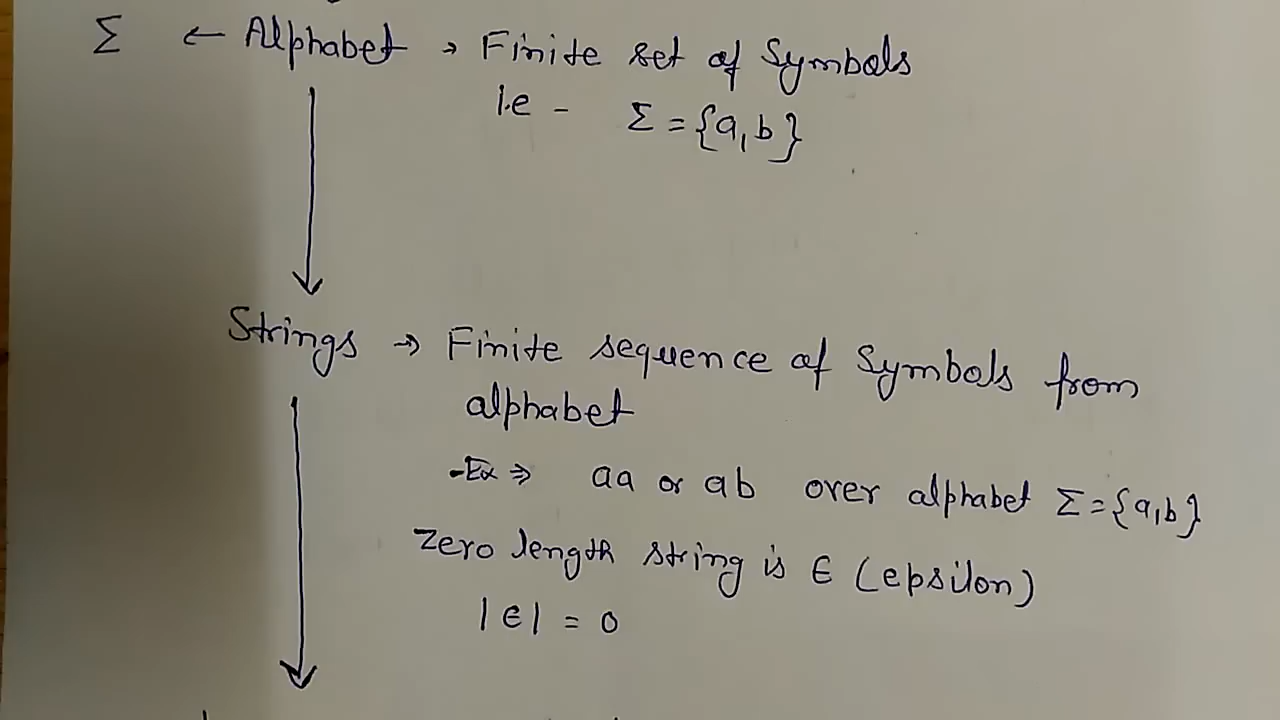 Σ ← Alphabet → Finite set of Symbols
i.e - Σ = {a,b}
Strings → Finite sequence of Symbols from
alphabet
-Ex ⇒ aa or ab over alphabet Σ = {a,b}
Zero length string is ϵ (epsilon)
|ϵ| = 0